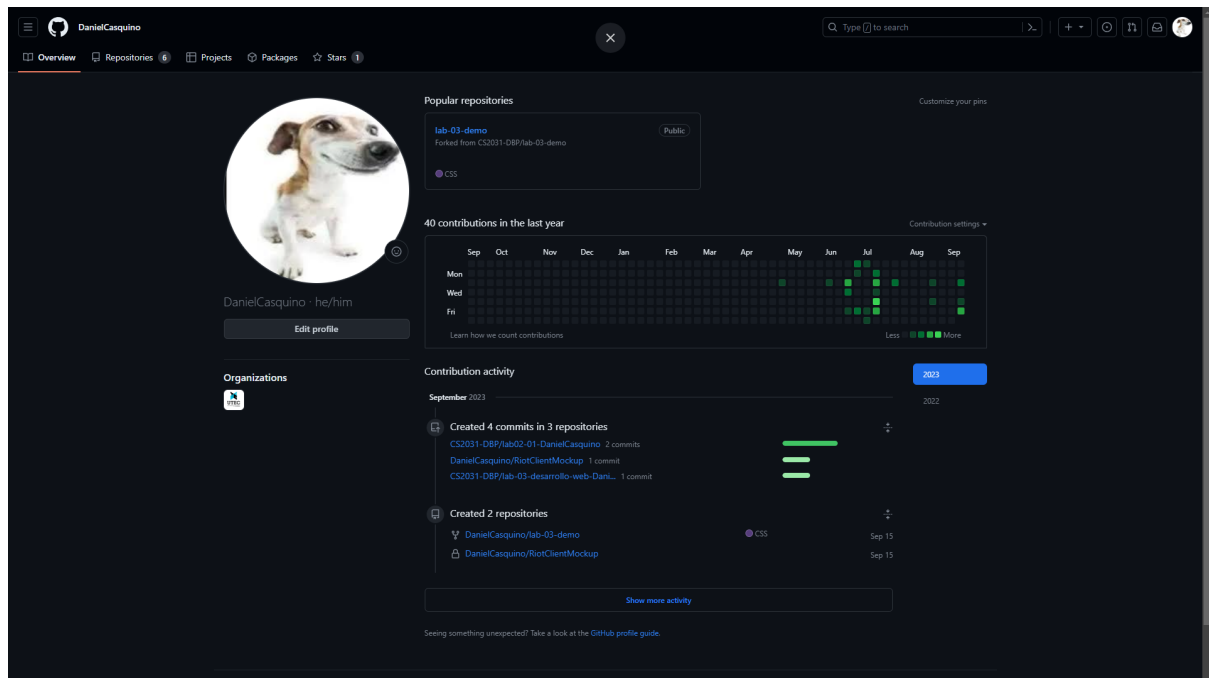 DanielCasquino
Type / to search
Overview
Repositories 6
Projects
Packages
Stars 1
DanielCasquino · he/him
Edit profile
Organizations
UTEC
Popular repositories
Customize your pins
lab-03-demo
Public
Forked from CS2031-DBP/lab-03-demo
CSS
40 contributions in the last year
Contribution settings
Sep Oct Nov Dec Jan Feb Mar Apr May Jun Jul Aug Sep
Mon
Wed
Fri
Learn how we count contributions
Less More
Contribution activity
2023
2022
September 2023
Created 4 commits in 3 repositories
CS2031-DBP/lab02-01-DanielCasquino 2 commits
DanielCasquino/RiotClientMockup 1 commit
CS2031-DBP/lab-03-desarrollo-web-Dani... 1 commit
Created 2 repositories
DanielCasquino/lab-03-demo CSS Sep 15
DanielCasquino/RiotClientMockup Sep 15
Show more activity
Seeing something unexpected? Take a look at the GitHub profile guide.